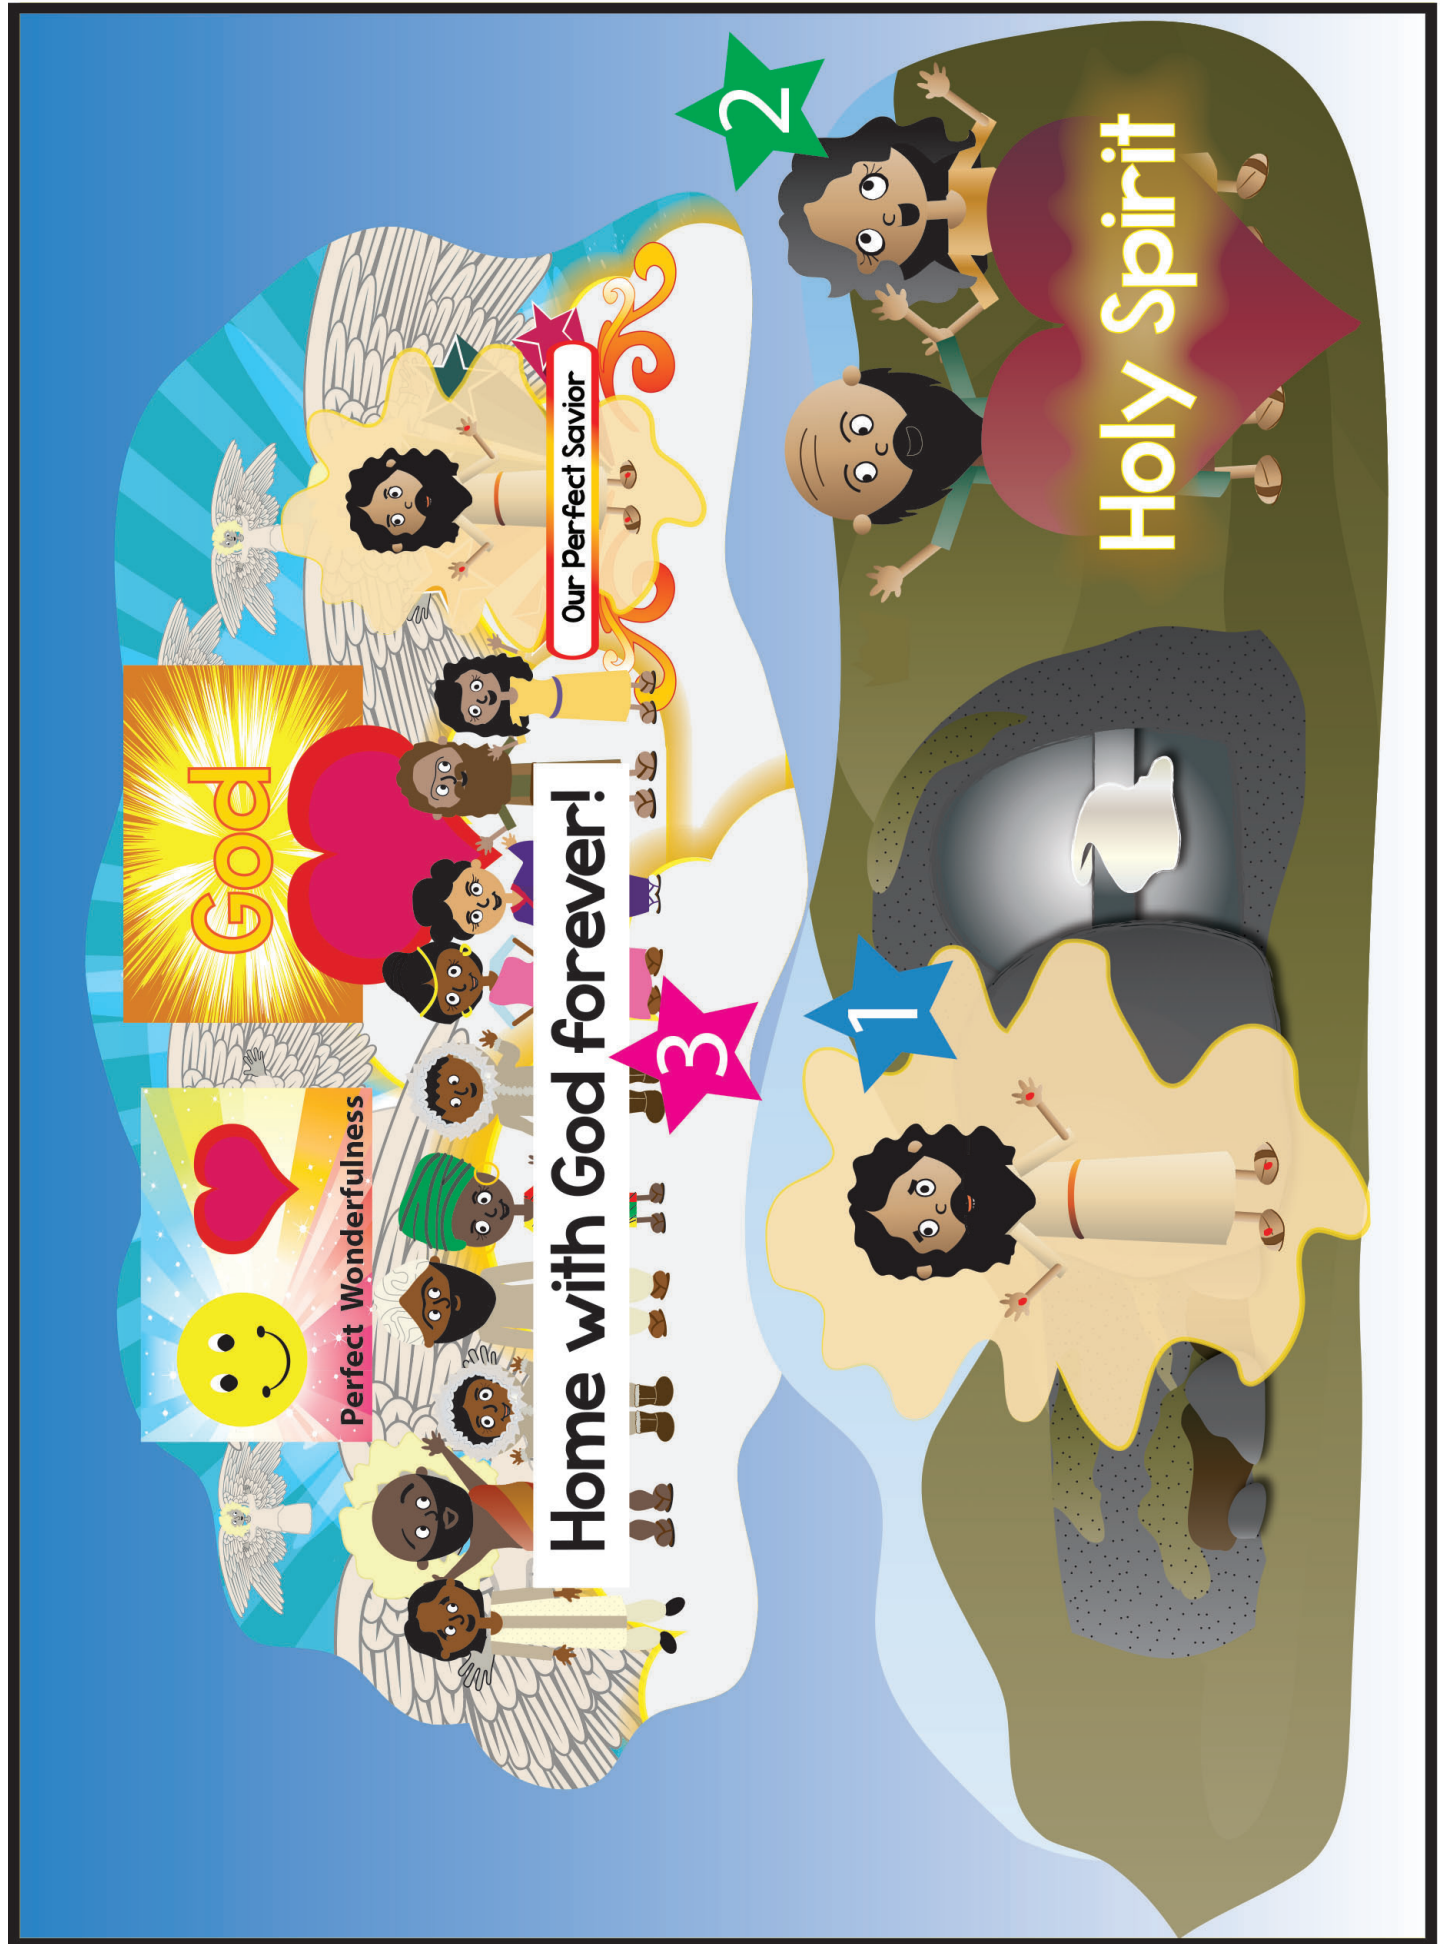 God
Perfect Wonderfulness
Our Perfect Savior
Home with God forever!
3
1
2
Holy Spirit